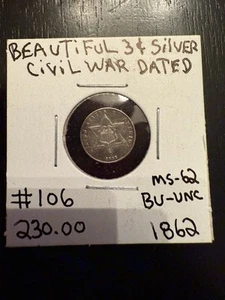 BEAUTIFUL 3¢ SILVER
CIVIL WAR DATED
MS-62
#106
BU-UNC
230.00
1862